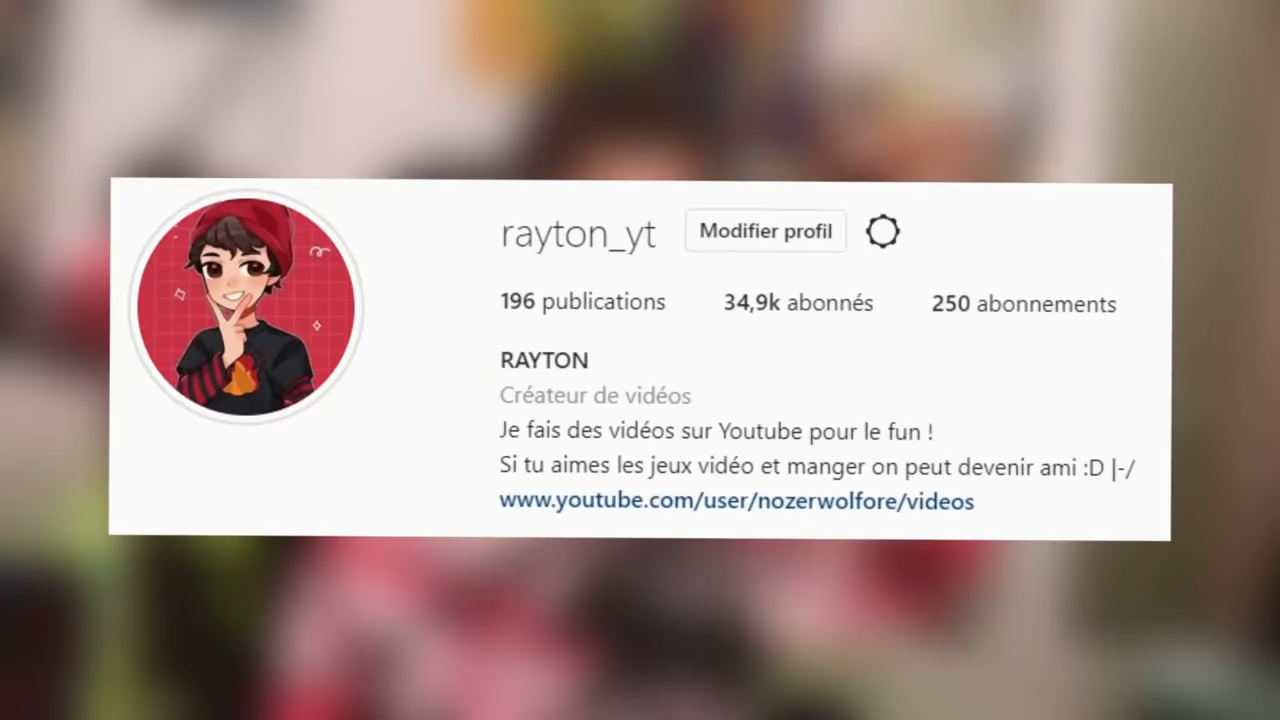 rayton_yt Modifier profil
196 publications 34,9k abonnés 250 abonnements
RAYTON
Créateur de vidéos
Je fais des vidéos sur Youtube pour le fun !
Si tu aimes les jeux vidéo et manger on peut devenir ami :D |-/
www.youtube.com/user/nozerwolfore/videos